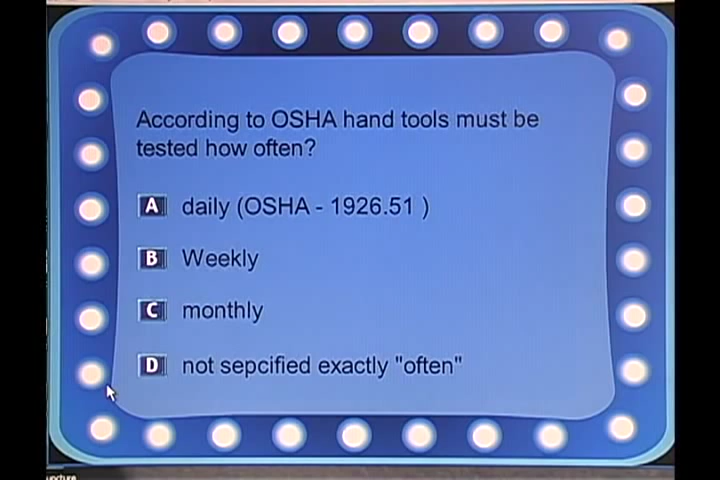 According to OSHA hand tools must be
tested how often?
A daily (OSHA - 1926.51 )
B Weekly
C monthly
D not sepcified exactly "often"